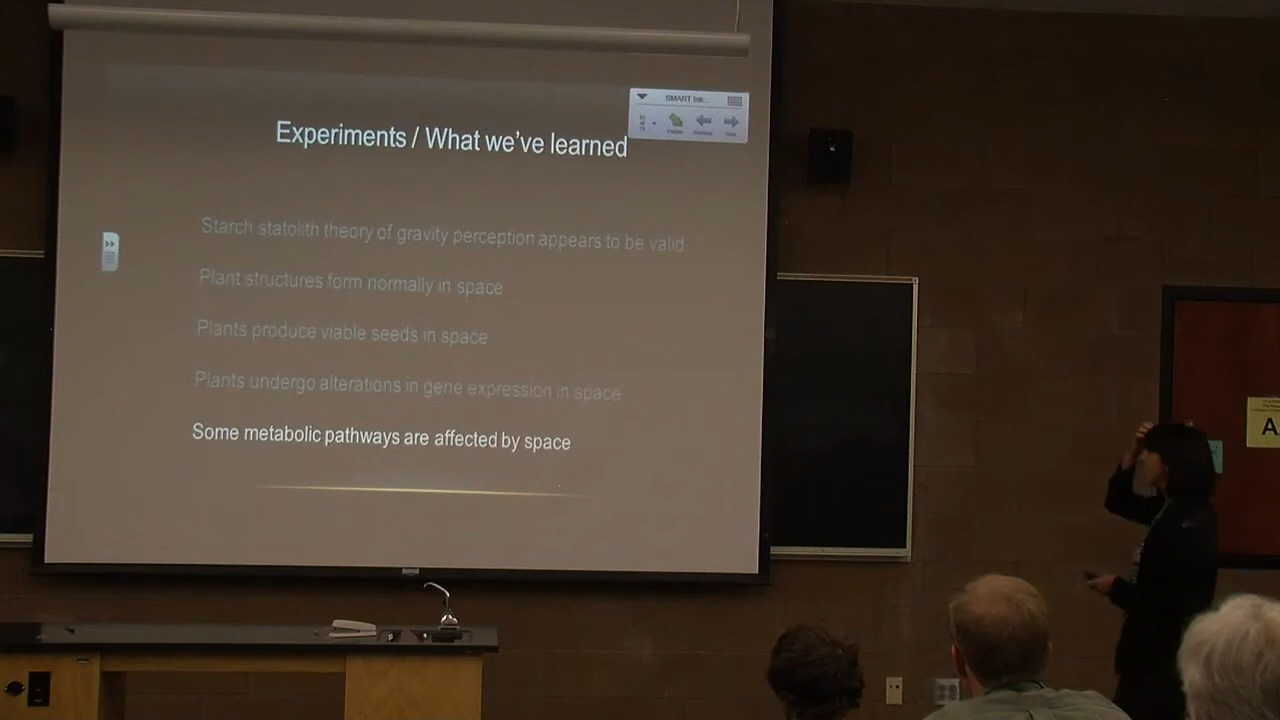 SMART Ink..
Experiments / What we've learned
Starch statolith theory of gravity perception appears to be valid
Plant structures form normally in space
Plants produce viable seeds in space
Plants undergo alterations in gene expression in space
Some metabolic pathways are affected by space
A